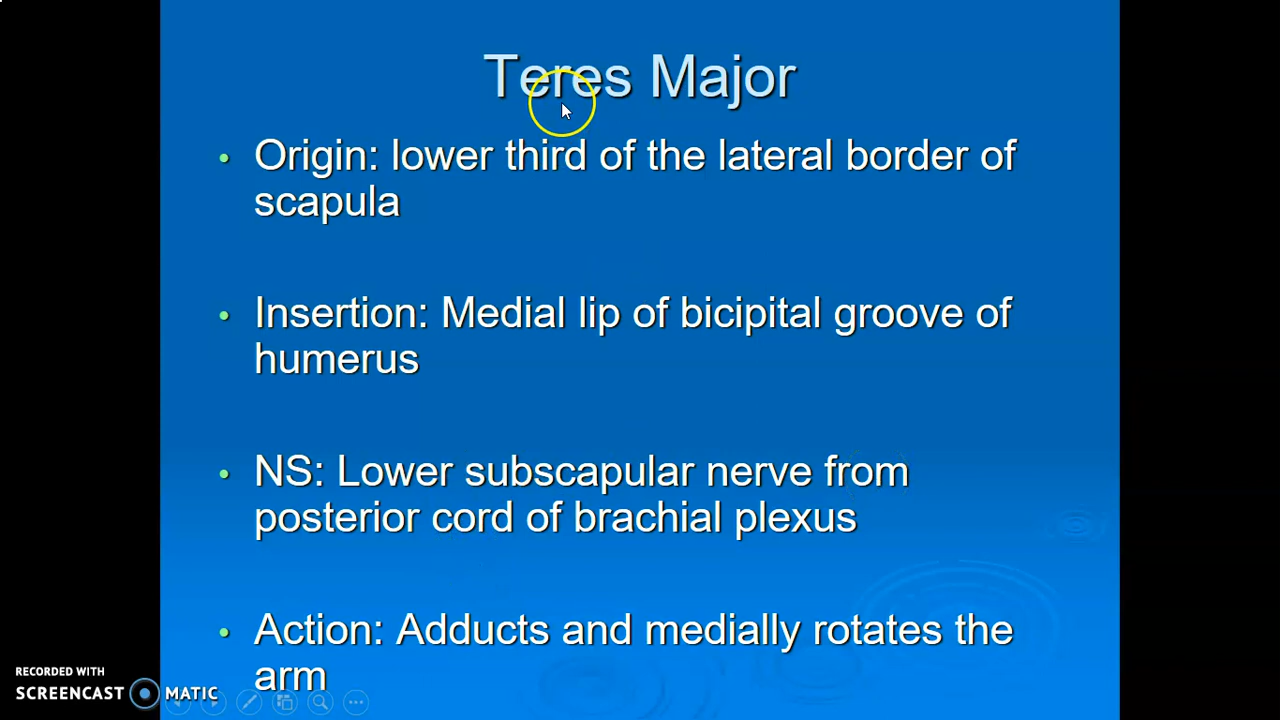 Teres Major
• Origin: lower third of the lateral border of
scapula
• Insertion: Medial lip of bicipital groove of
humerus
• NS: Lower subscapular nerve from
posterior cord of brachial plexus
• Action: Adducts and medially rotates the
arm
RECORDED WITH
SCREENCAST MATIC